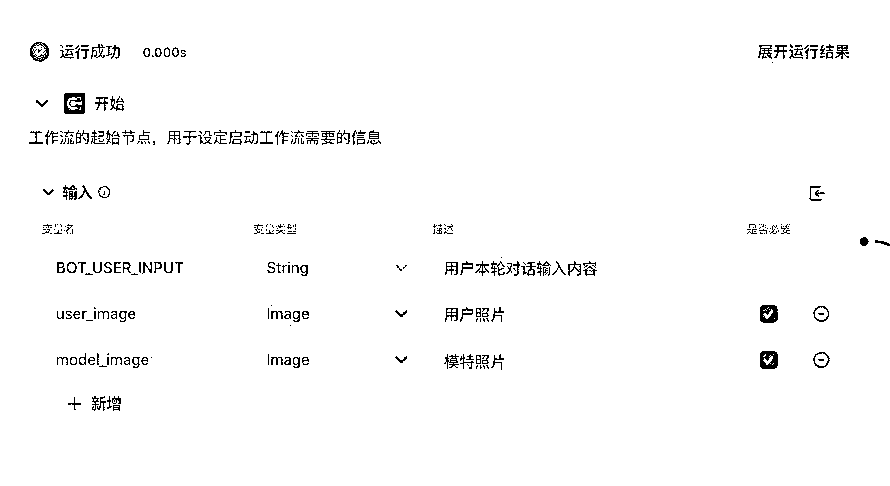 运行成功 0.000s 展开运行结果
开始
工作流的起始节点，用于设定启动工作流需要的信息
输入
变量名 变量类型 描述 是否必要
BOT_USER_INPUT String 用户本轮对话输入内容
user_image Image 用户照片
model_image Image 模特照片
+ 新增